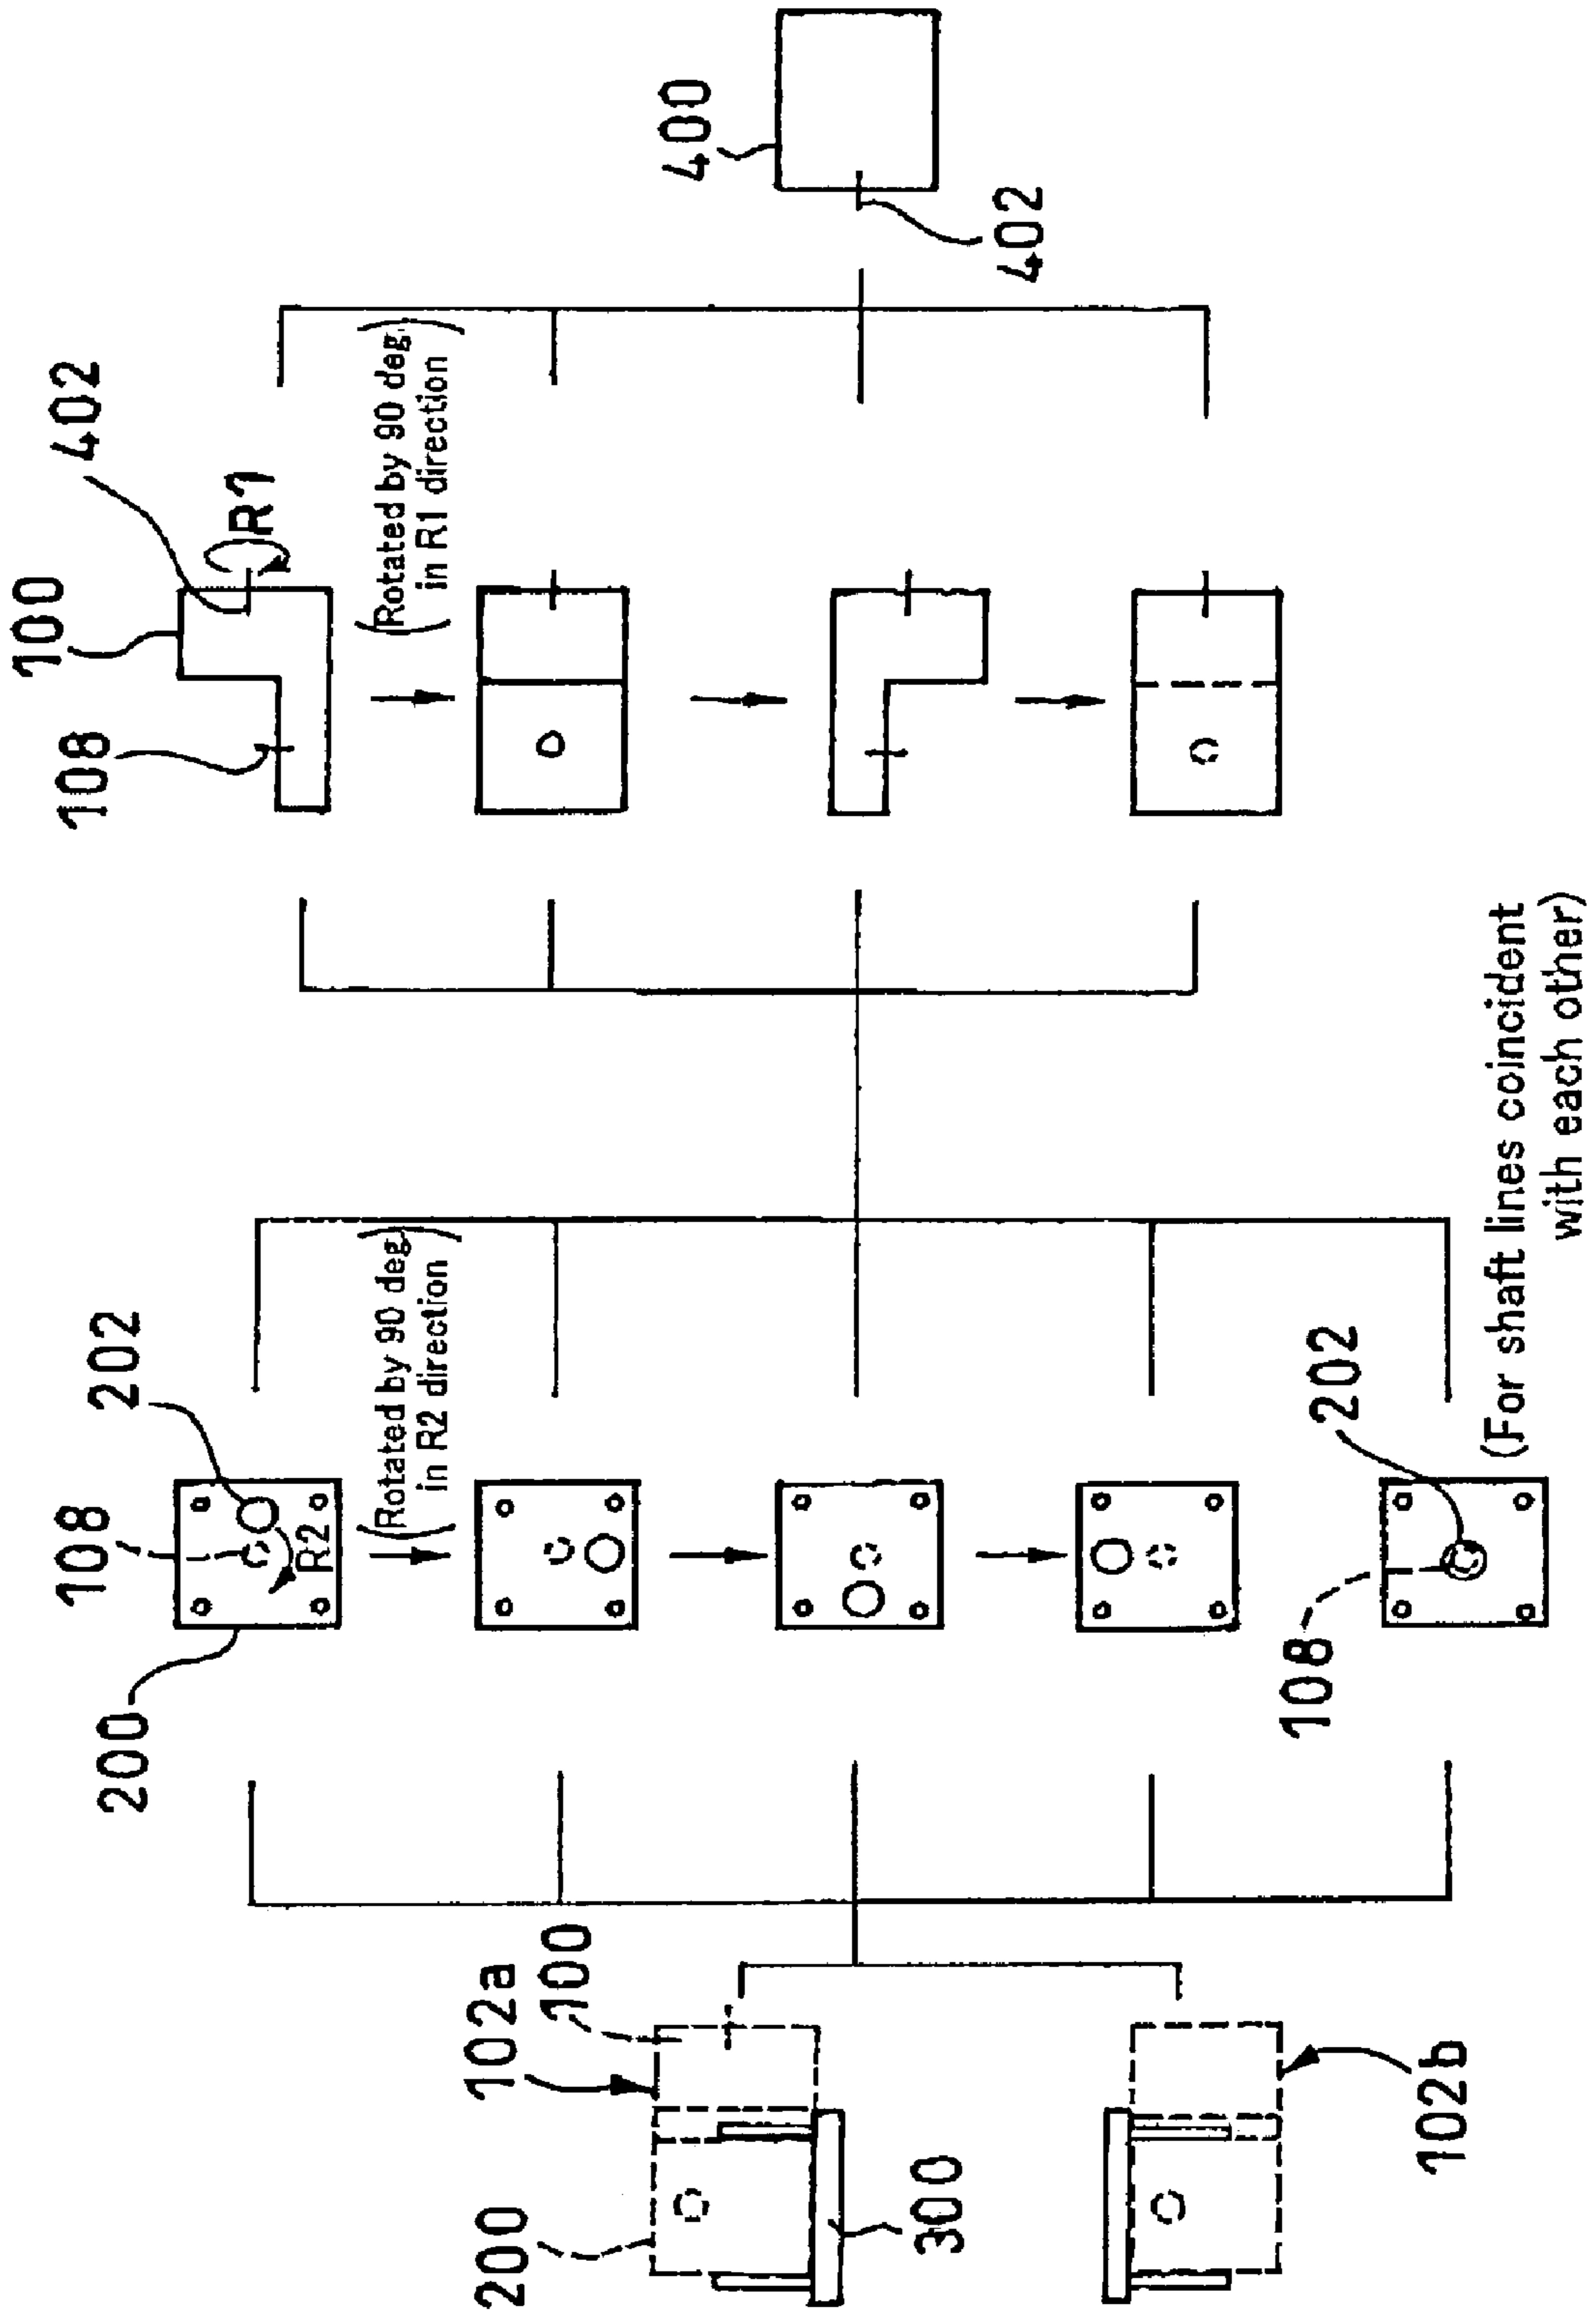 200
108
202
108
100
402
R1
R2
(Rotated by 90 deg.
in R2 direction)
(Rotated by 90 deg.
in R1 direction)
200
102a
100
400
300
402
108
202
102b
(For shaft lines coincident
with each other)